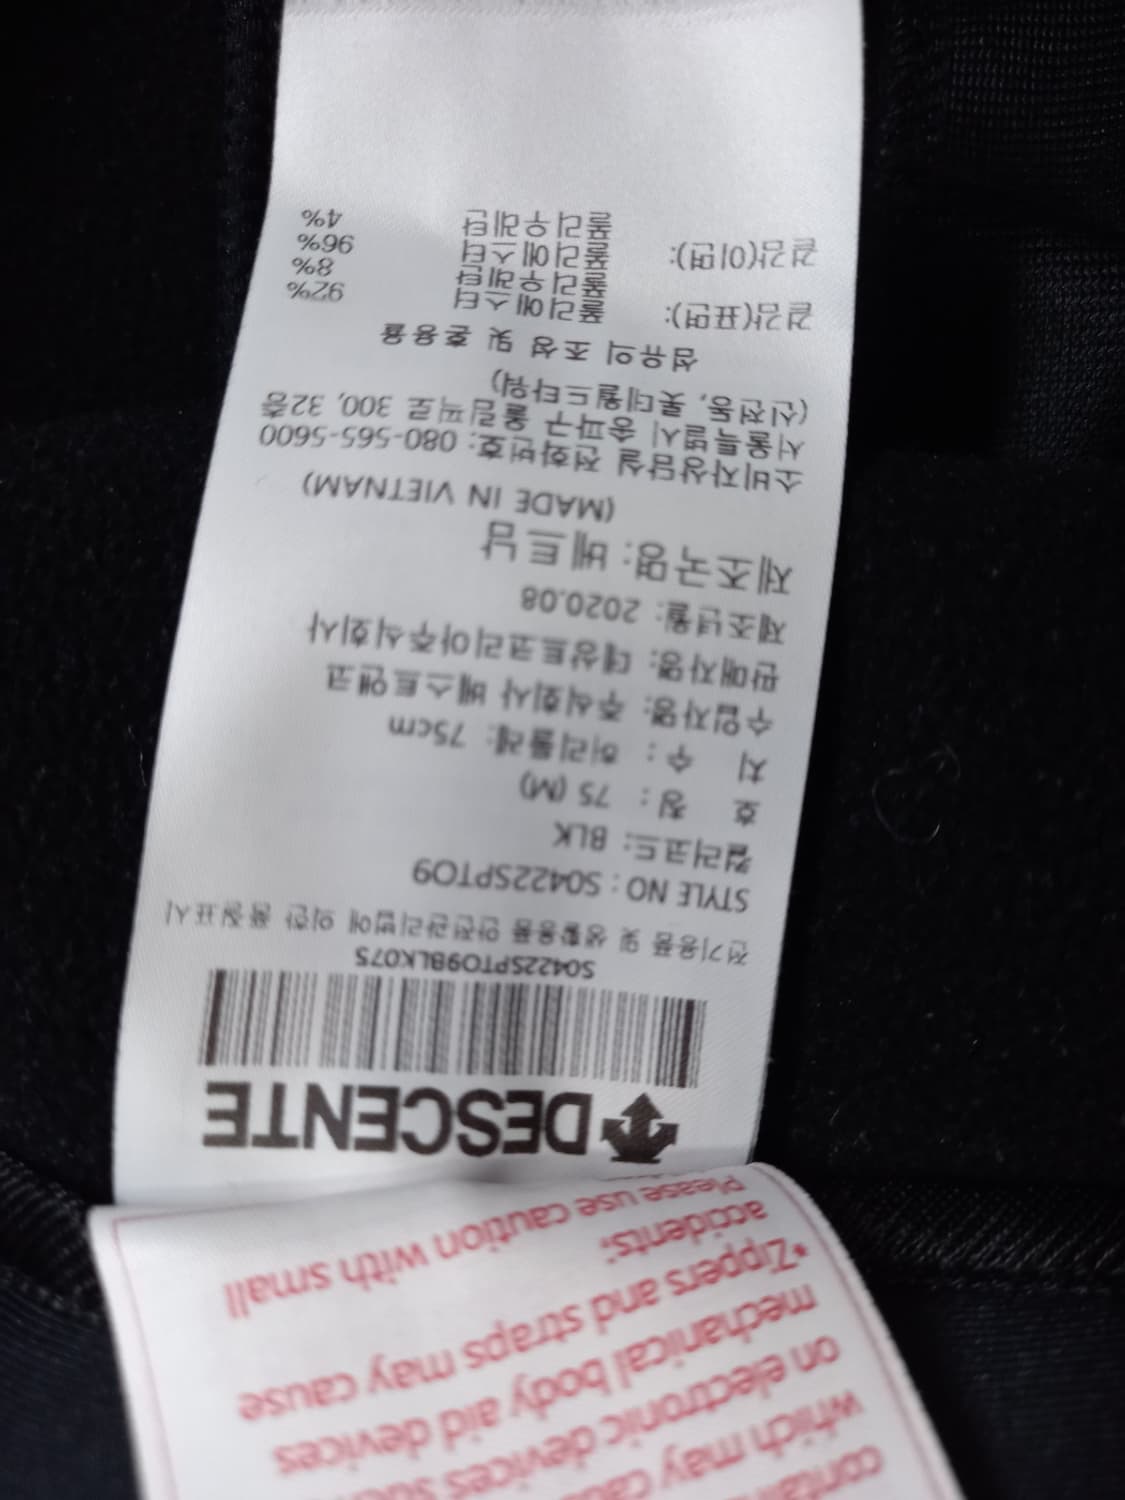 DESCENTE
S0422SPT09BLK075
전기용품 및 생활용품 안전관리법에 의한 품질표시
STYLE NO : S0422SPTO9
컬러코드: BLK
호 칭 : 75 (M)
치 수 : 허리둘레: 75cm
수입자명: 주식회사 베스트앤코
판매자명: 데상트코리아주식회사
제조년월: 2020.08
제조국명: 베트남
(MADE IN VIETNAM)
소비자상담실 전화번호: 080-565-5600
서울특별시 송파구 올림픽로 300, 32층
(신천동, 롯데월드타워)
섬유의 조성 및 혼용율
겉감(표면): 폴리에스터 92%
폴리우레탄 8%
겉감(이면): 폴리에스터 96%
폴리우레탄 4%
which may
on electronic devices
mechanical body aid devices
*Zippers and straps may cause
accidents.
Please use caution with small